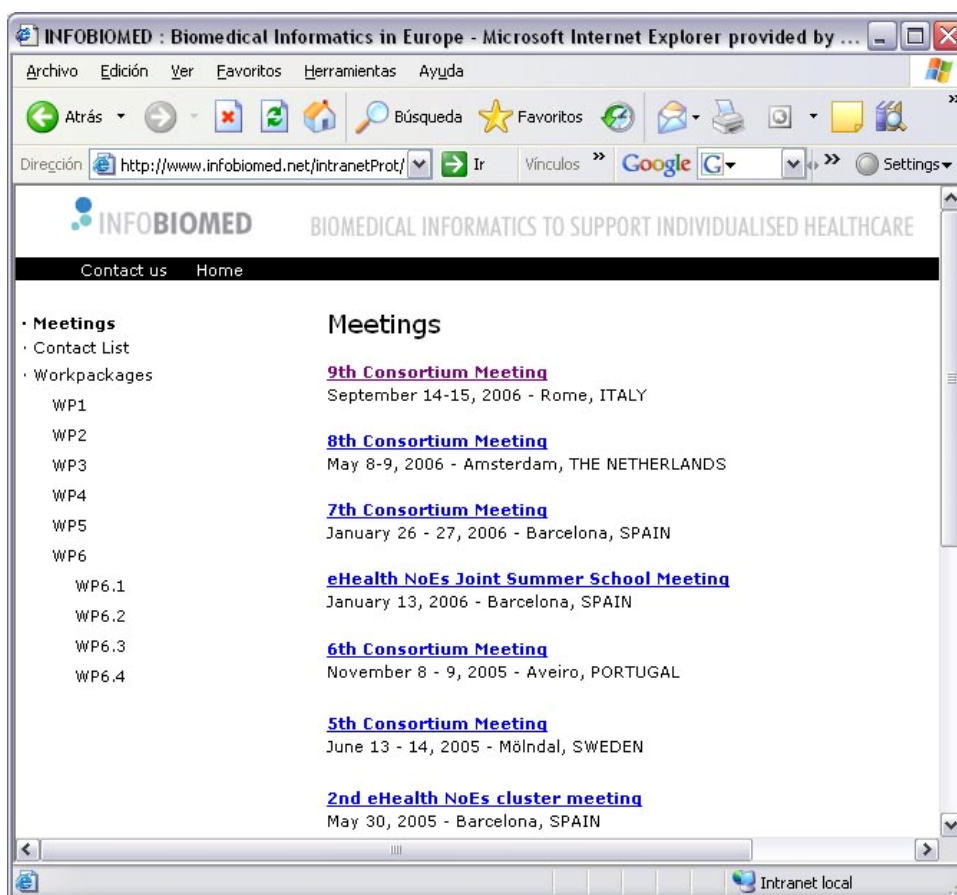 INFOBIOMED : Biomedical Informatics in Europe - Microsoft Internet Explorer provided by ...
Archivo Edición Ver Favoritos Herramientas Ayuda
Atrás Búsqueda Favoritos »
Dirección http://www.infobiomed.net/intranetProt/ Ir Vínculos » Google G » Settings
INFOBIOMED BIOMEDICAL INFORMATICS TO SUPPORT INDIVIDUALISED HEALTHCARE
Contact us Home
· Meetings
· Contact List
· Workpackages
WP1
WP2
WP3
WP4
WP5
WP6
WP6.1
WP6.2
WP6.3
WP6.4
Meetings
9th Consortium Meeting
September 14-15, 2006 - Rome, ITALY
8th Consortium Meeting
May 8-9, 2006 - Amsterdam, THE NETHERLANDS
7th Consortium Meeting
January 26 - 27, 2006 - Barcelona, SPAIN
eHealth NoEs Joint Summer School Meeting
January 13, 2006 - Barcelona, SPAIN
6th Consortium Meeting
November 8 - 9, 2005 - Aveiro, PORTUGAL
5th Consortium Meeting
June 13 - 14, 2005 - Mölndal, SWEDEN
2nd eHealth NoEs cluster meeting
May 30, 2005 - Barcelona, SPAIN
Intranet local